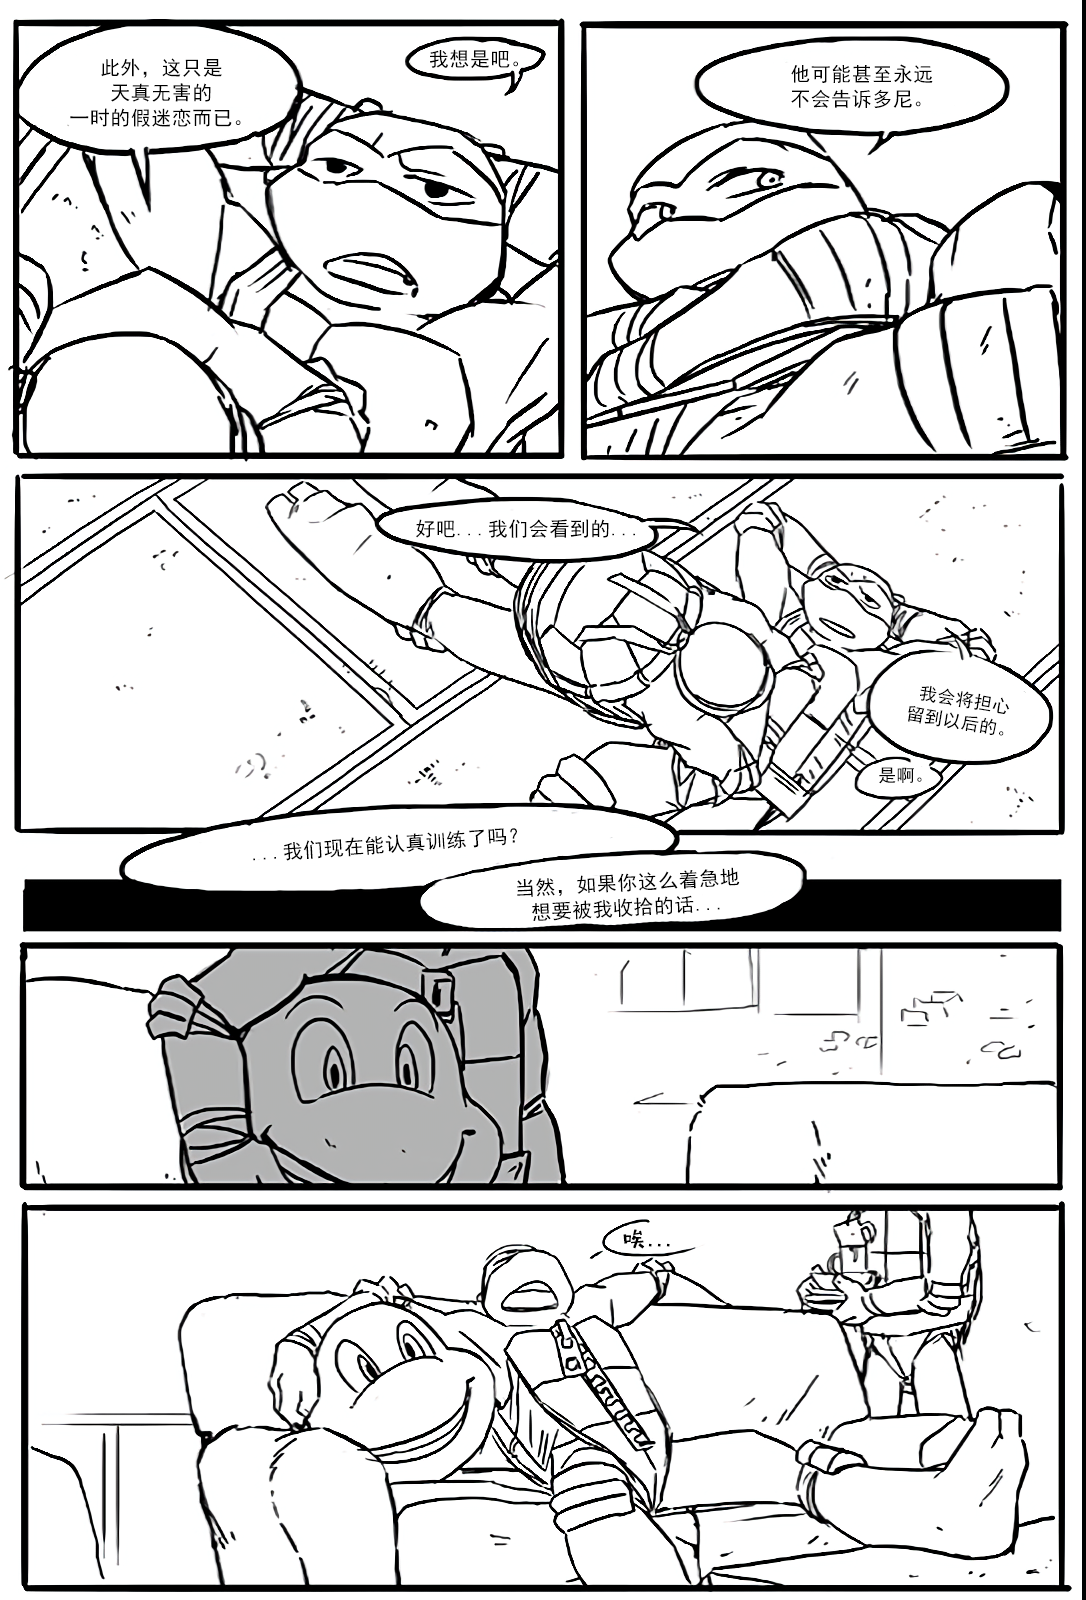 此外，这只是
天真无害的
一时的假迷恋而已。
我想是吧。
他可能甚至永远
不会告诉多尼。
好吧...我们会看到的...
我会将担心
留到以后的。
是啊。
...我们现在能认真训练了吗？
当然，如果你这么着急地
想要被我收拾的话...
唉...